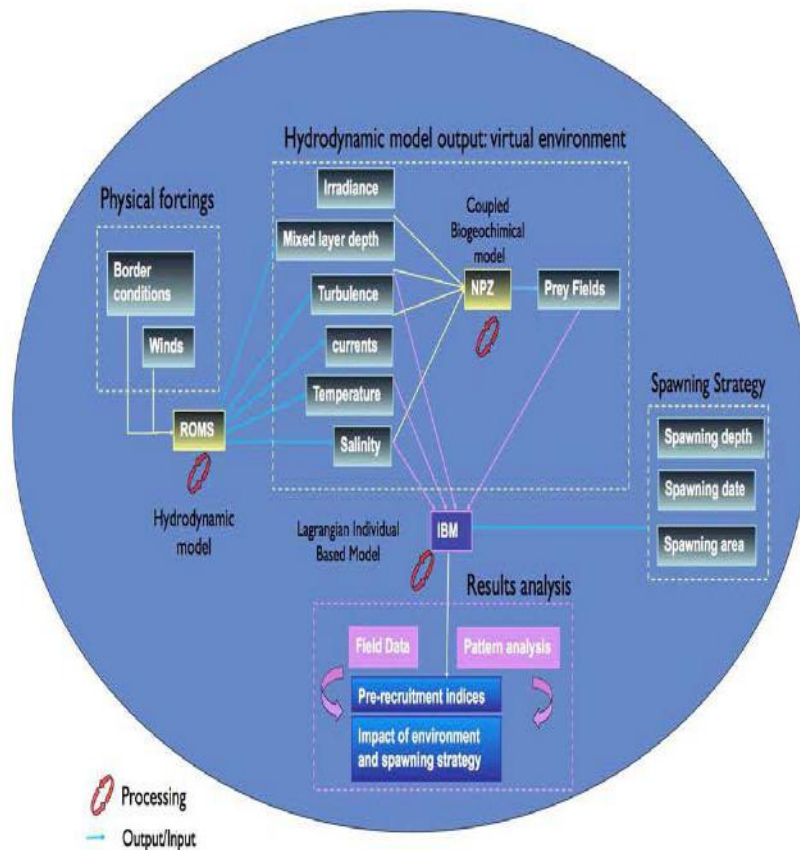 Hydrodynamic model output: virtual environment
Physical forcings
Irradiance
Coupled
Biogeochimical
model
Mixed layer depth
Border
conditions
Turbulence
NPZ
Prey Fields
Winds
currents
Spawning Strategy
Temperature
ROMS
Salinity
Spawning depth
Spawning date
Hydrodynamic
model
Lagrangian Individual
Based Model
IBM
Spawning area
Results analysis
Field Data
Pattern analysis
Pre-recruitment indices
Impact of environment
and spawning strategy
Processing
Output/Input